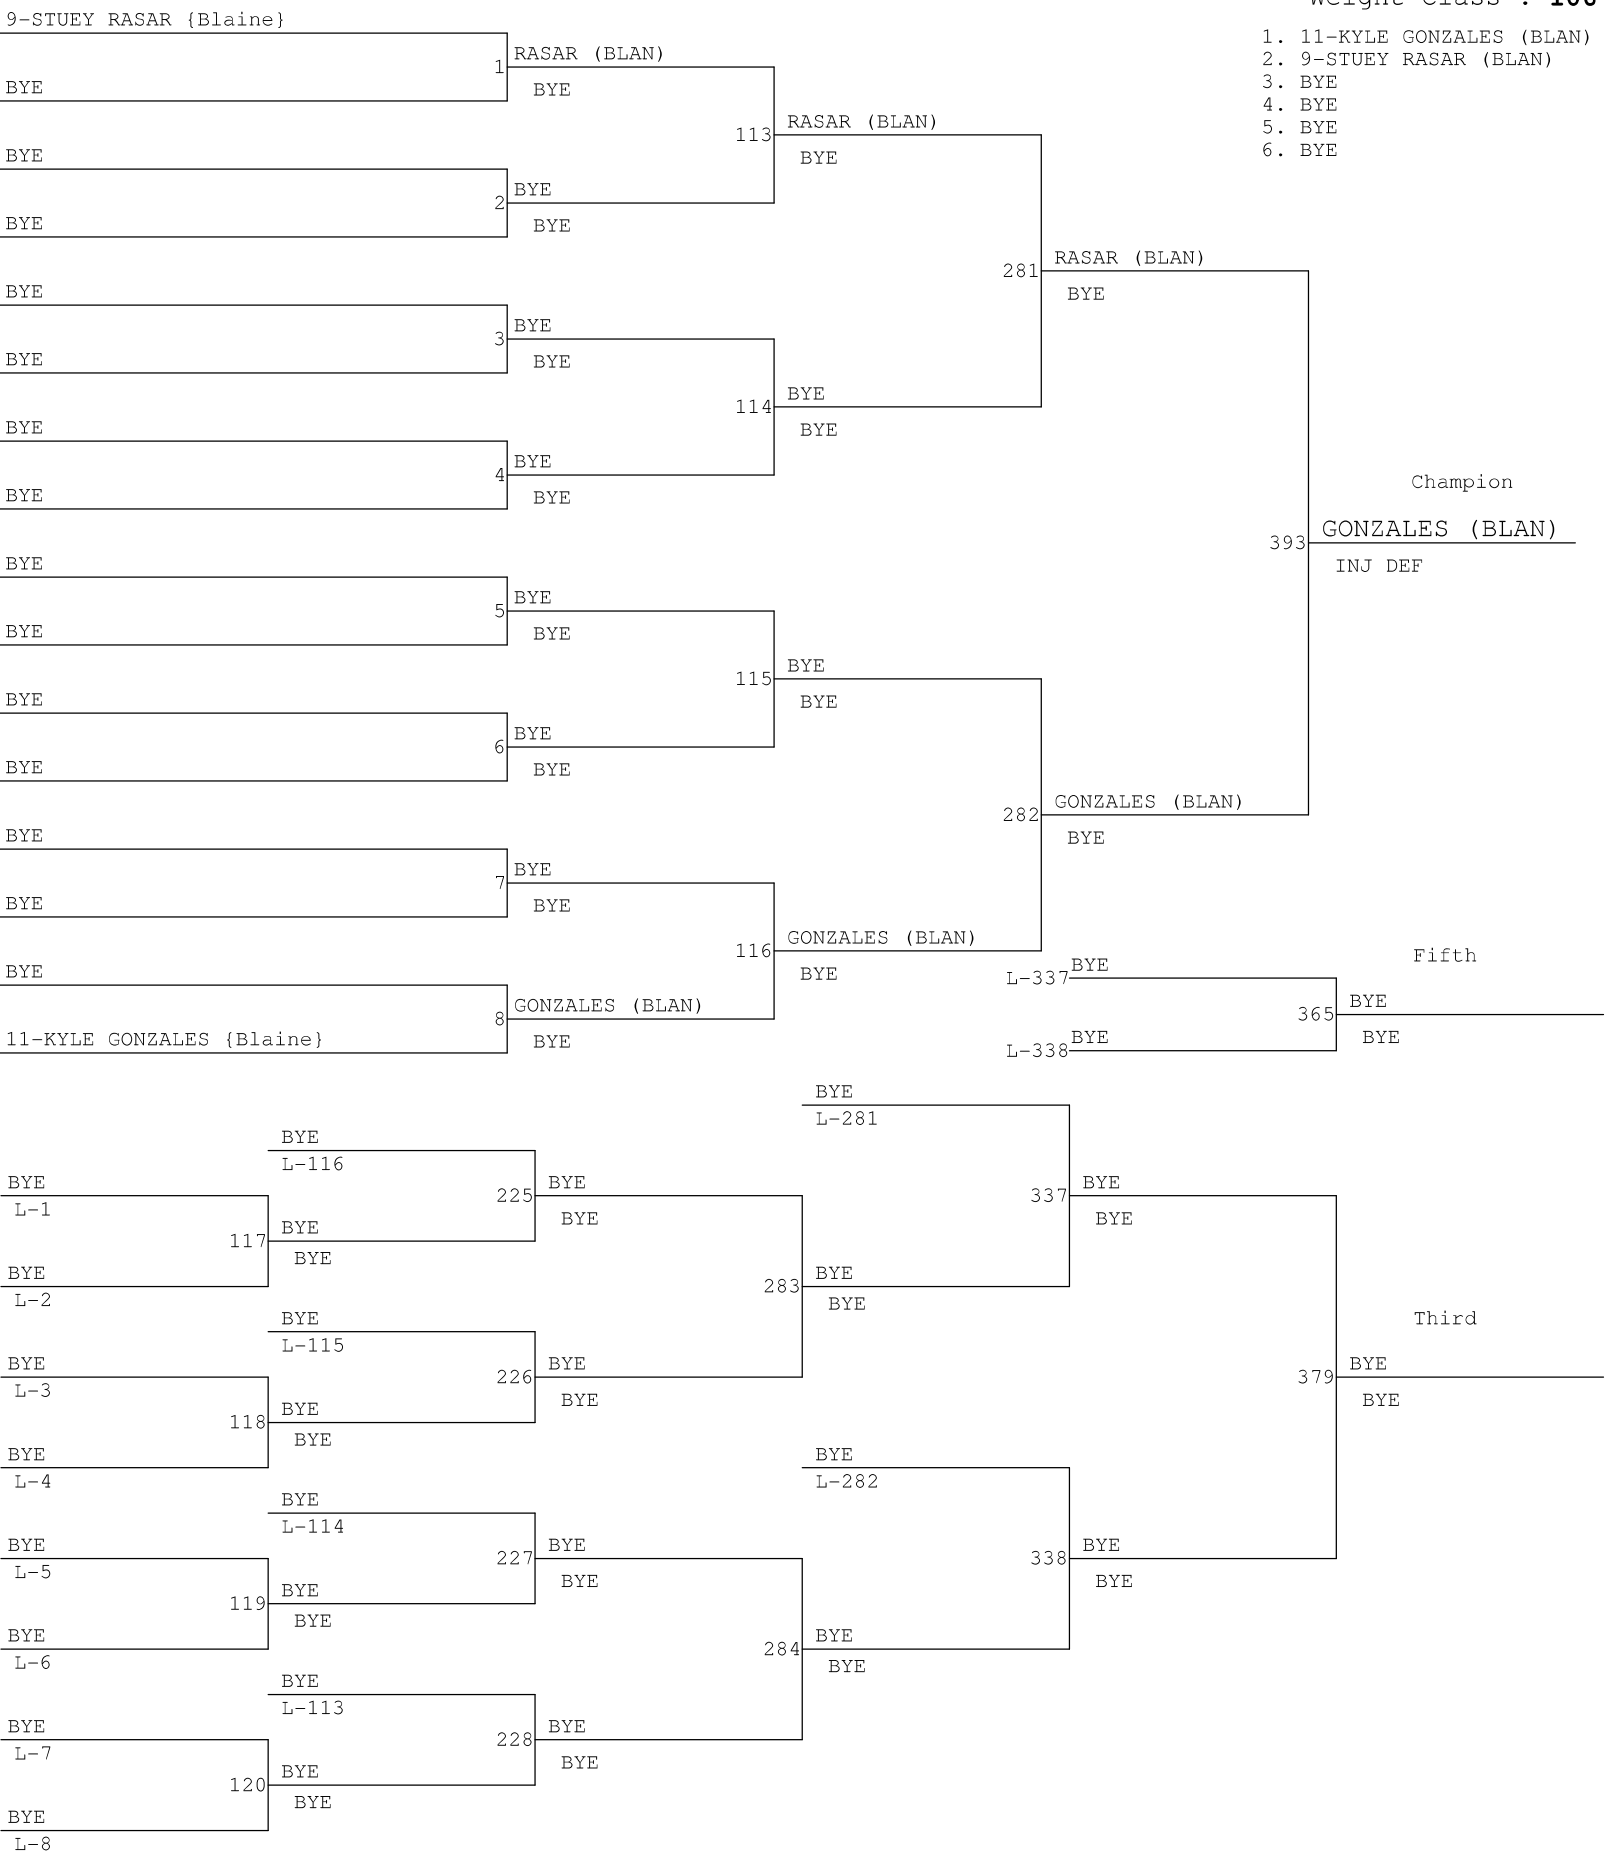 Weight Class :
1. 11-KYLE GONZALES (BLAN)
2. 9-STUEY RASAR (BLAN)
3. BYE
4. BYE
5. BYE
6. BYE
9-STUEY RASAR {Blaine}
BYE
BYE
BYE
BYE
BYE
BYE
BYE
BYE
BYE
BYE
BYE
BYE
BYE
BYE
11-KYLE GONZALES {Blaine}
1
RASAR (BLAN)
BYE
2
BYE
BYE
3
BYE
BYE
4
BYE
BYE
5
BYE
BYE
6
BYE
BYE
7
BYE
BYE
8
GONZALES (BLAN)
BYE
113
RASAR (BLAN)
BYE
114
BYE
BYE
115
BYE
BYE
116
GONZALES (BLAN)
BYE
281
RASAR (BLAN)
BYE
282
GONZALES (BLAN)
BYE
Champion
393
GONZALES (BLAN)
INJ DEF
Fifth
L-337
BYE
L-338
BYE
365
BYE
BYE
BYE
L-1
BYE
L-2
BYE
L-3
BYE
L-4
BYE
L-5
BYE
L-6
BYE
L-7
BYE
L-8
BYE
L-116
117
BYE
BYE
BYE
L-115
118
BYE
BYE
BYE
L-114
119
BYE
BYE
BYE
L-113
120
BYE
BYE
225
BYE
BYE
226
BYE
BYE
227
BYE
BYE
228
BYE
BYE
BYE
L-281
283
BYE
BYE
BYE
L-282
284
BYE
BYE
337
BYE
BYE
338
BYE
BYE
Third
379
BYE
BYE